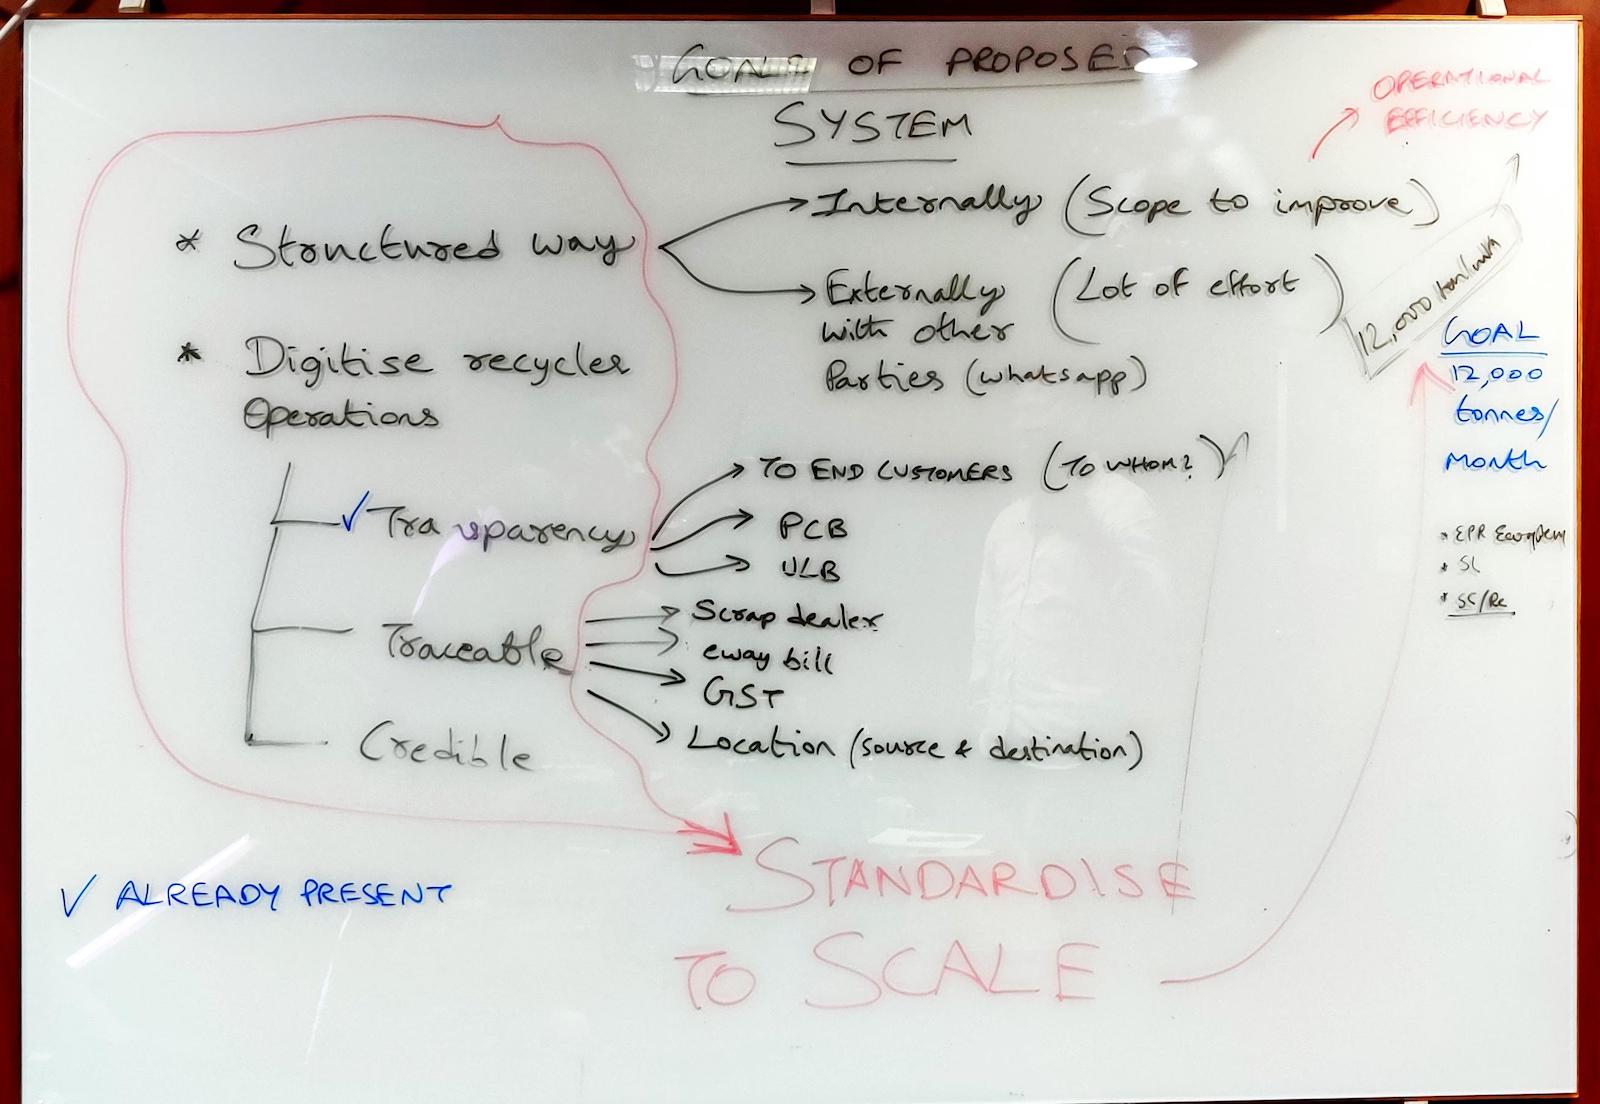 GOALS OF PROPOSED
SYSTEM
OPERATIONAL
EFFICIENCY
* Structured way
Internally (Scope to improve)
Externally (Lot of effort)
with other
Parties (whatsapp)
12,000 ton/mth
GOAL
12,000
tonnes/
Month
* Digitise recycler
Operations
✓ Transparency
TO END CUSTOMERS (TO WHOM?)
PCB
ULB
* EPR
* SL
* SS/Rc
Traceable
Scrap dealer
eway bill
GST
Location (source & destination)
Credible
✓ ALREADY PRESENT
STANDARDISE
TO SCALE